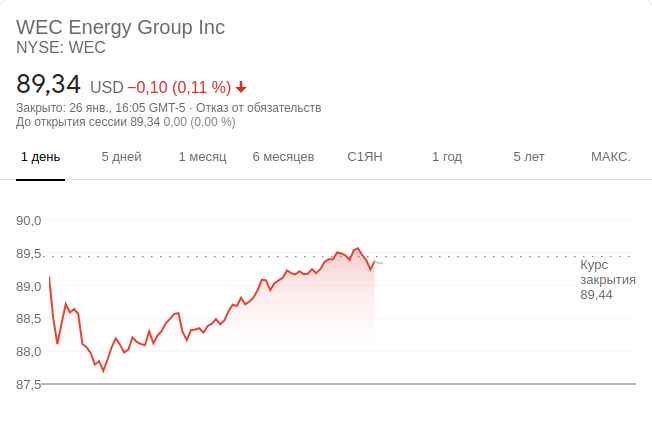 WEC Energy Group Inc
NYSE: WEC
89,34 USD −0,10 (0,11 %)
Закрыто: 26 янв., 16:05 GMT-5 · Отказ от обязательств
До открытия сессии 89,34 0,00 (0,00 %)
1 день 5 дней 1 месяц 6 месяцев С1ЯН 1 год 5 лет МАКС.
90,0
89,5
89,0
88,5
88,0
87,5
Курс
закрытия
89,44